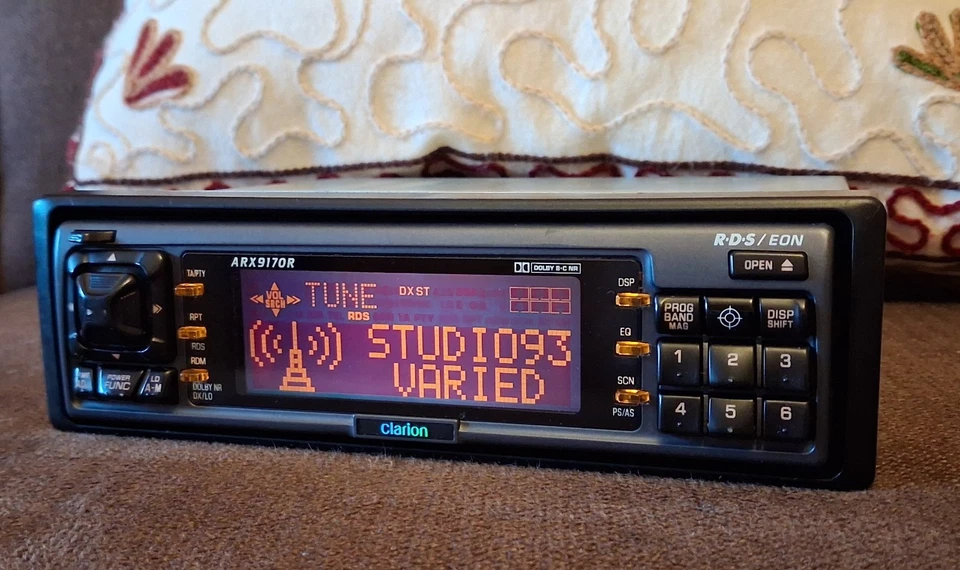 R·D·S/EON
ARX9170R
DOLBY B·C NR
OPEN
TA/PTY
RPT
RDS
RDM
DOLBY NR
DX/LO
POWER
FUNC
LD
A-M
VOL
SRCH
TUNE
DX ST
RDS
STUDIO93
VARIED
DSP
EQ
SCN
PS/AS
PROG
BAND
MAG
DISP
SHIFT
1 2 3
4 5 6
clarion